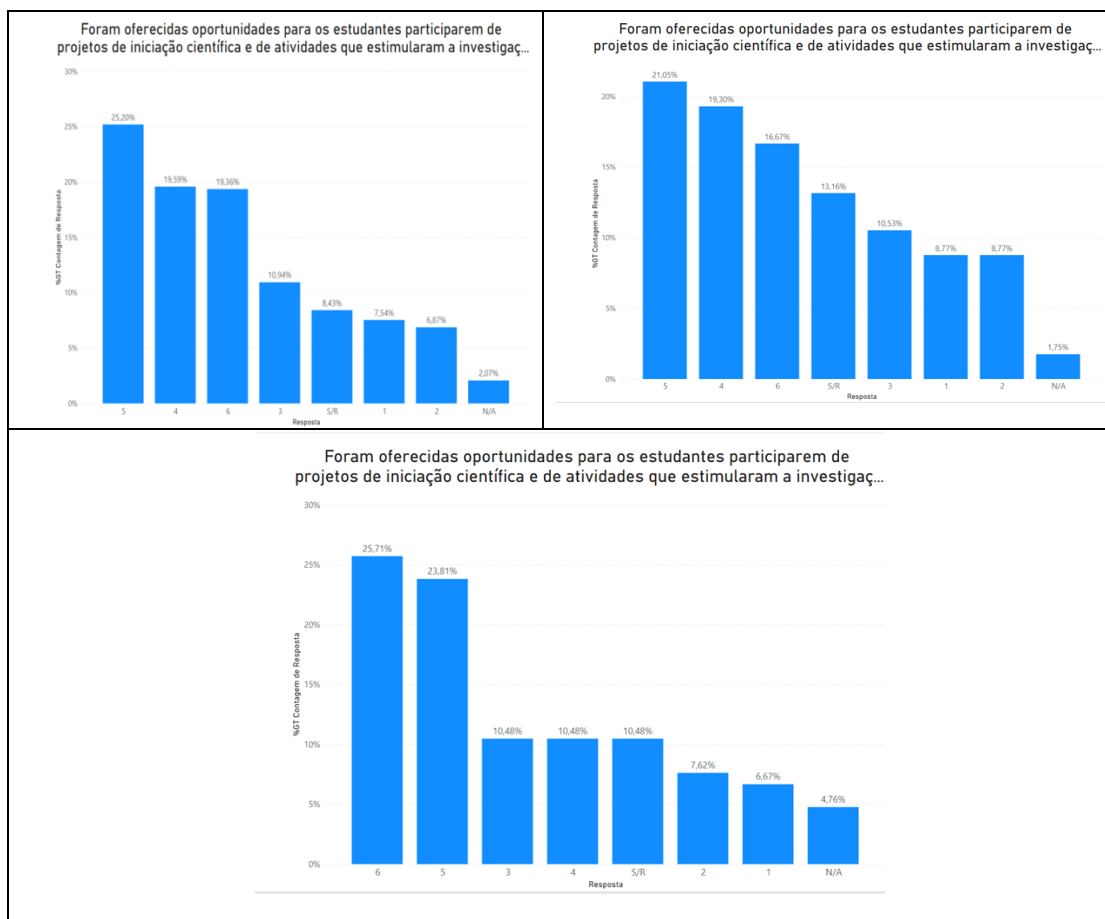 Foram oferecidas oportunidades para os estudantes participarem de
projetos de iniciação científica e de atividades que estimularam a investigaç...
30%
25%
20%
15%
10%
5%
0%
%GT Contagem de Resposta
25,20%
19,59%
19,36%
10,94%
8,43%
7,54%
6,87%
2,07%
5 4 6 3 S/R 1 2 N/A
Resposta
Foram oferecidas oportunidades para os estudantes participarem de
projetos de iniciação científica e de atividades que estimularam a investigaç...
20%
15%
10%
5%
0%
%GT Contagem de Resposta
21,05%
19,30%
16,67%
13,16%
10,53%
8,77%
8,77%
1,75%
5 4 6 S/R 3 1 2 N/A
Resposta
Foram oferecidas oportunidades para os estudantes participarem de
projetos de iniciação científica e de atividades que estimularam a investigaç...
30%
25%
20%
15%
10%
5%
0%
%GT Contagem de Resposta
25,71%
23,81%
10,48%
10,48%
10,48%
7,62%
6,67%
4,76%
6 5 3 4 S/R 2 1 N/A
Resposta